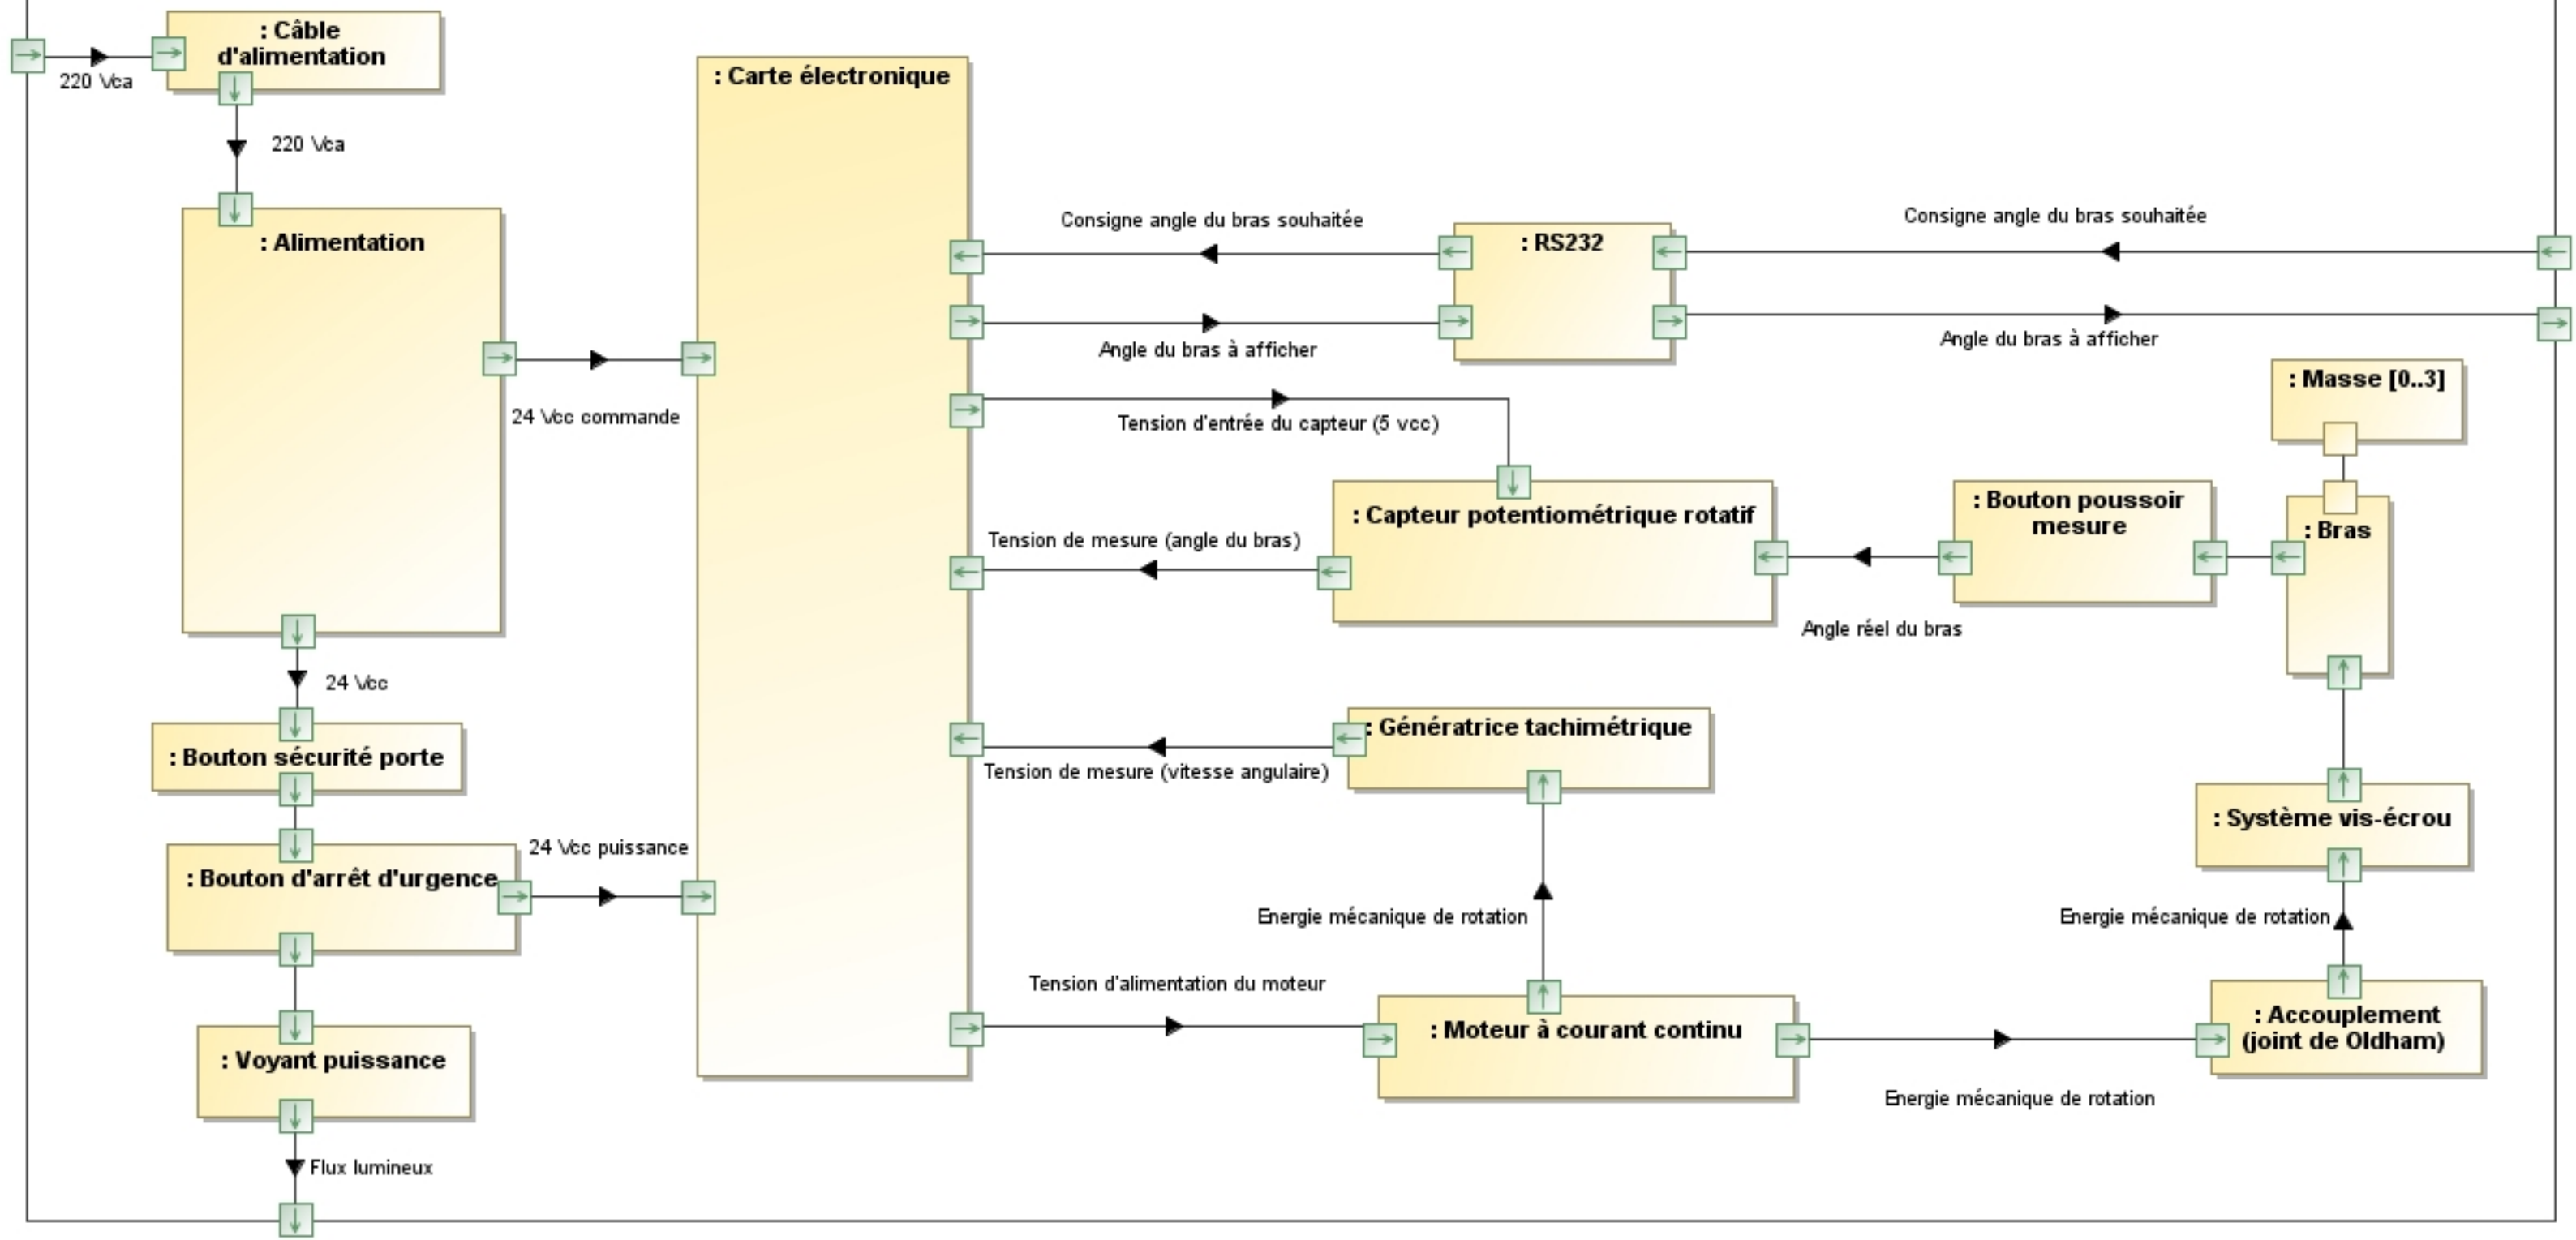 : Câble
d'alimentation
220 Vca
220 Vca
: Alimentation
24 Vcc commande
24 Vcc
: Bouton sécurité porte
: Bouton d'arrêt d'urgence
24 Vcc puissance
: Voyant puissance
Flux lumineux
: Carte électronique
Consigne angle du bras souhaitée
Angle du bras à afficher
: RS232
Consigne angle du bras souhaitée
Angle du bras à afficher
Tension d'entrée du capteur (5 vcc)
: Capteur potentiométrique rotatif
Tension de mesure (angle du bras)
Angle réel du bras
: Bouton poussoir
mesure
: Masse [0..3]
: Bras
: Génératrice tachimétrique
Tension de mesure (vitesse angulaire)
Energie mécanique de rotation
: Système vis-écrou
Energie mécanique de rotation
Tension d'alimentation du moteur
: Moteur à courant continu
Energie mécanique de rotation
: Accouplement
(joint de Oldham)